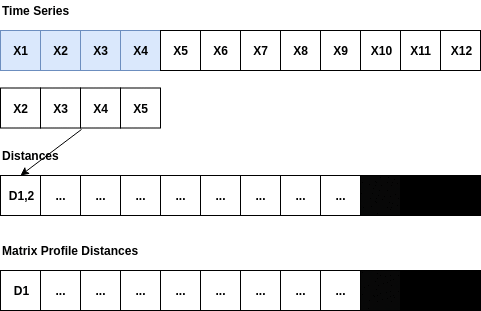 Time Series
X1 X2 X3 X4 X5 X6 X7 X8 X9 X10 X11 X12
X2 X3 X4 X5
Distances
D1,2 ... ... ... ... ... ... ... ...
Matrix Profile Distances
D1 ... ... ... ... ... ... ... ...